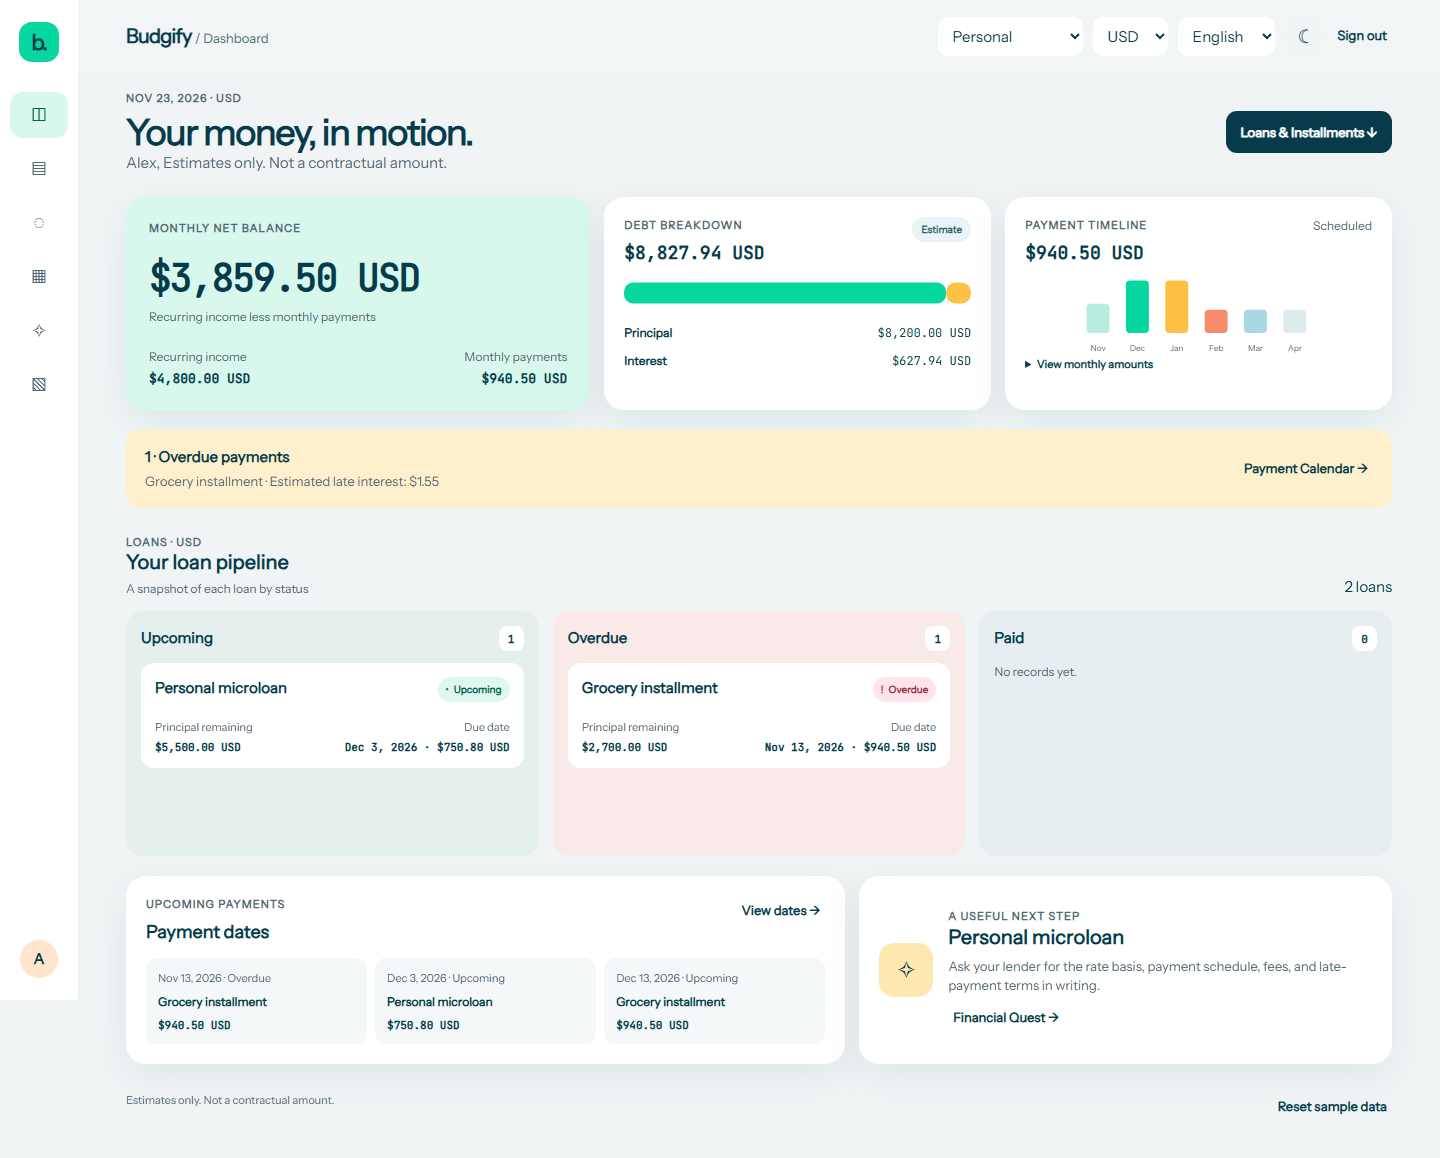 b.
Budgify / Dashboard
Personal
USD
English
Sign out
NOV 23, 2026 · USD
Your money, in motion.
Alex, Estimates only. Not a contractual amount.
Loans & Installments ↓
MONTHLY NET BALANCE
$3,859.50 USD
Recurring income less monthly payments
Recurring income
$4,800.00 USD
Monthly payments
$940.50 USD
DEBT BREAKDOWN
Estimate
$8,827.94 USD
Principal
$8,200.00 USD
Interest
$627.94 USD
PAYMENT TIMELINE
Scheduled
$940.50 USD
Nov Dec Jan Feb Mar Apr
View monthly amounts
1 · Overdue payments
Grocery installment · Estimated late interest: $1.55
Payment Calendar →
LOANS · USD
Your loan pipeline
A snapshot of each loan by status
2 loans
Upcoming
1
Personal microloan
· Upcoming
Principal remaining
$5,500.00 USD
Due date
Dec 3, 2026 · $750.80 USD
Overdue
1
Grocery installment
! Overdue
Principal remaining
$2,700.00 USD
Due date
Nov 13, 2026 · $940.50 USD
Paid
0
No records yet.
UPCOMING PAYMENTS
Payment dates
View dates →
Nov 13, 2026 · Overdue
Grocery installment
$940.50 USD
Dec 3, 2026 · Upcoming
Personal microloan
$750.80 USD
Dec 13, 2026 · Upcoming
Grocery installment
$940.50 USD
A USEFUL NEXT STEP
Personal microloan
Ask your lender for the rate basis, payment schedule, fees, and late-
payment terms in writing.
Financial Quest →
A
Estimates only. Not a contractual amount.
Reset sample data